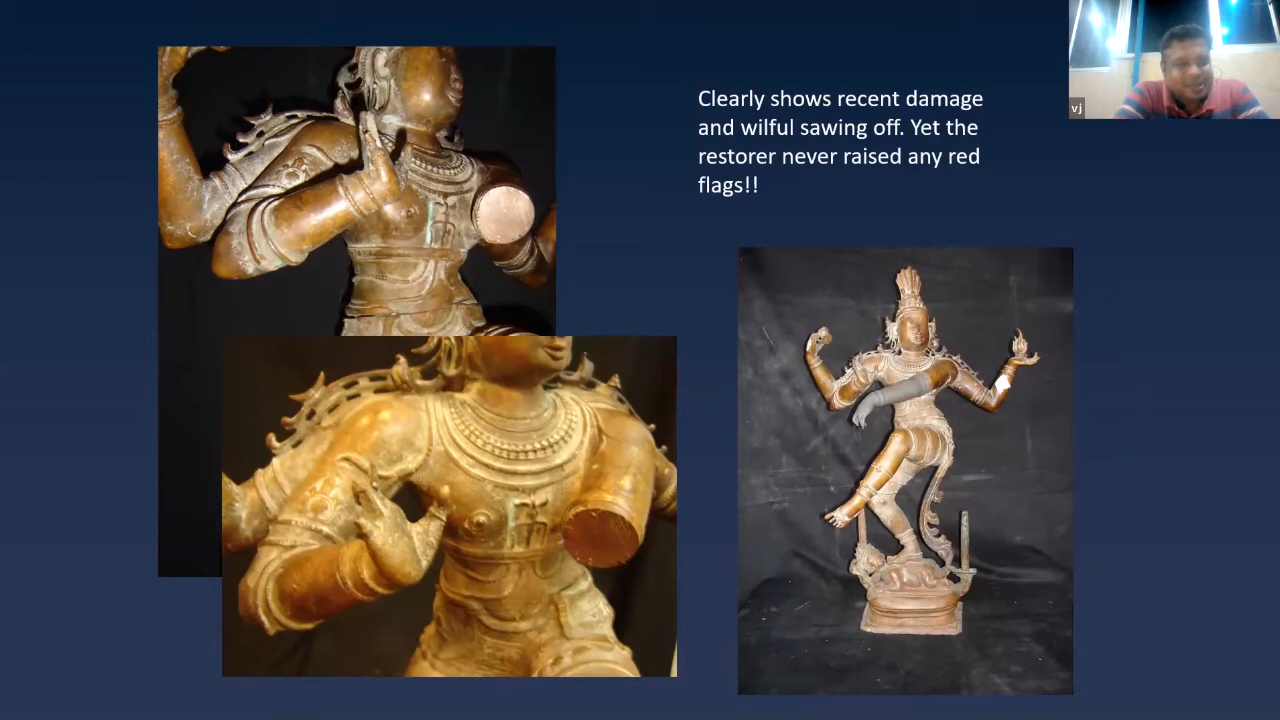 Clearly shows recent damage
and wilful sawing off. Yet the
restorer never raised any red
flags!!
vj